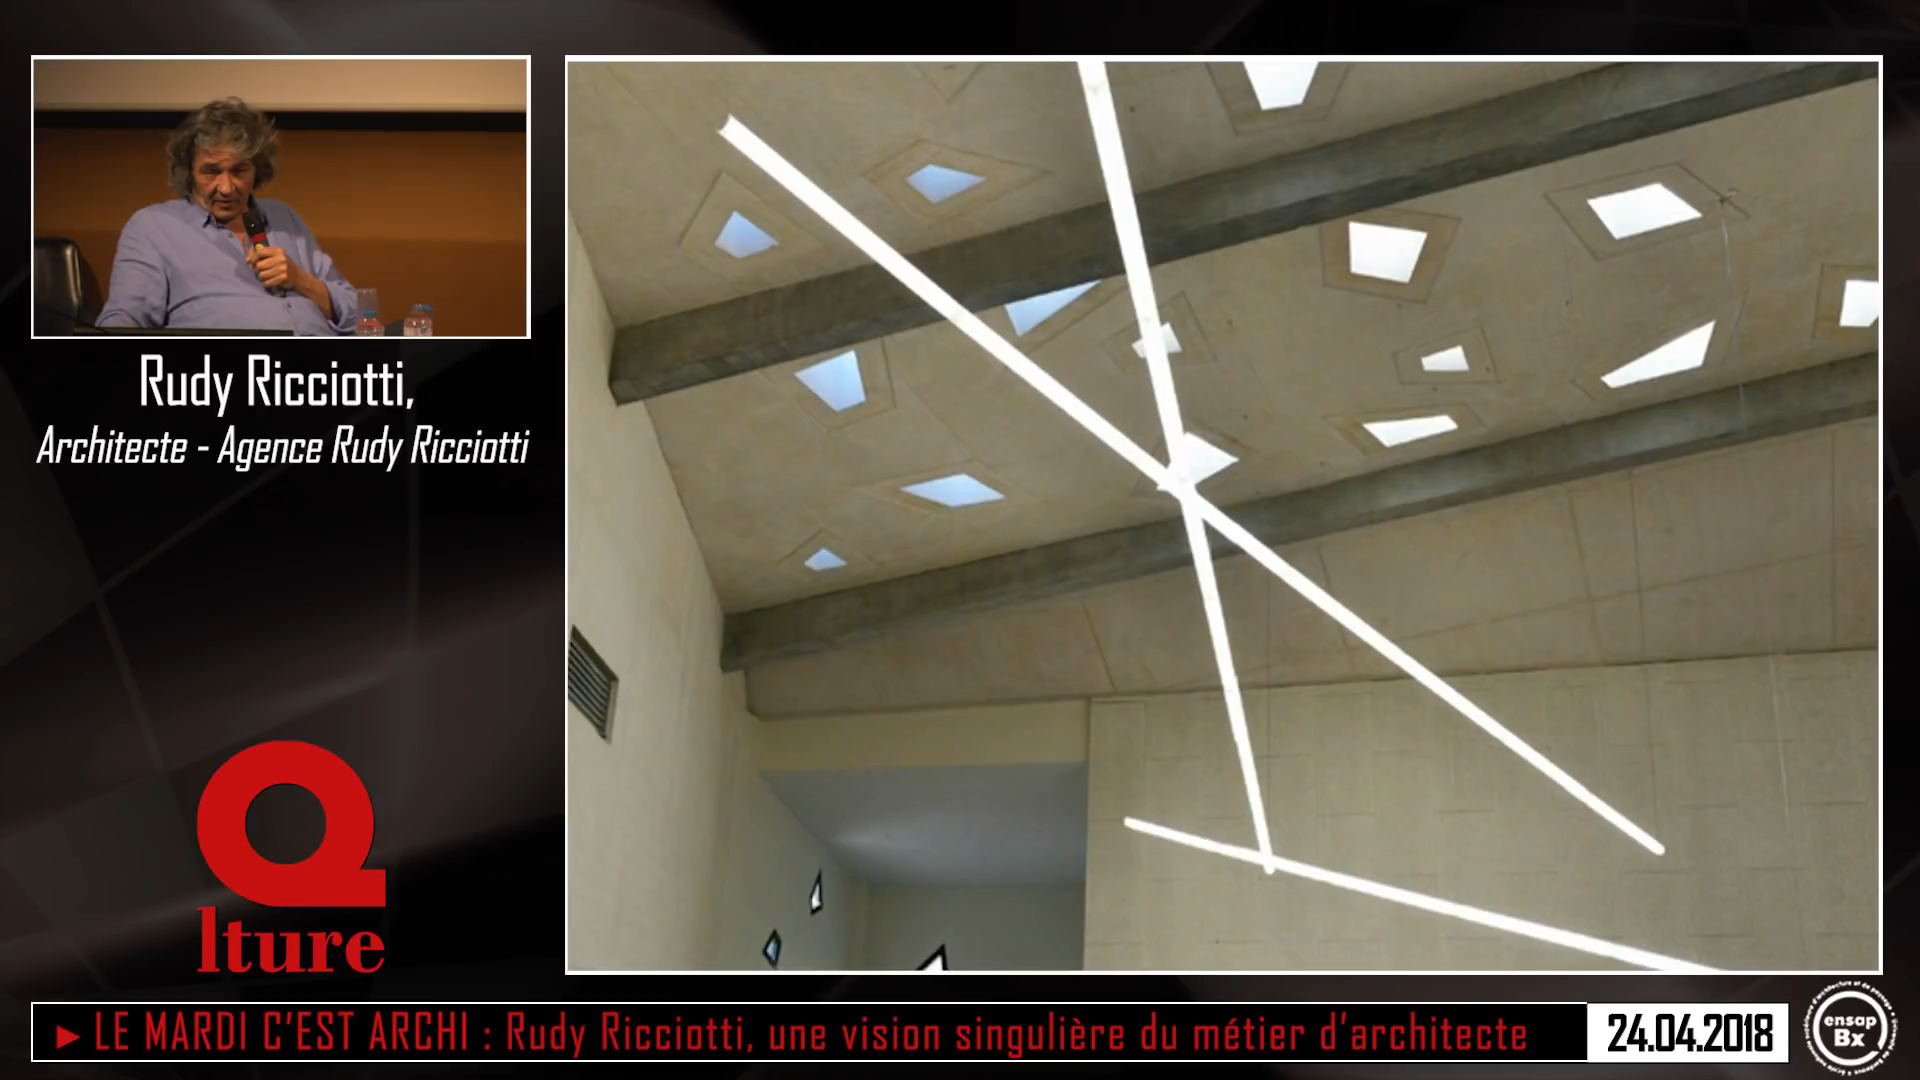 Rudy Ricciotti,
Architecte - Agence Rudy Ricciotti
Q
lture
► LE MARDI C'EST ARCHI : Rudy Ricciotti, une vision singulière du métier d'architecte
24.04.2018
ensap
Bx